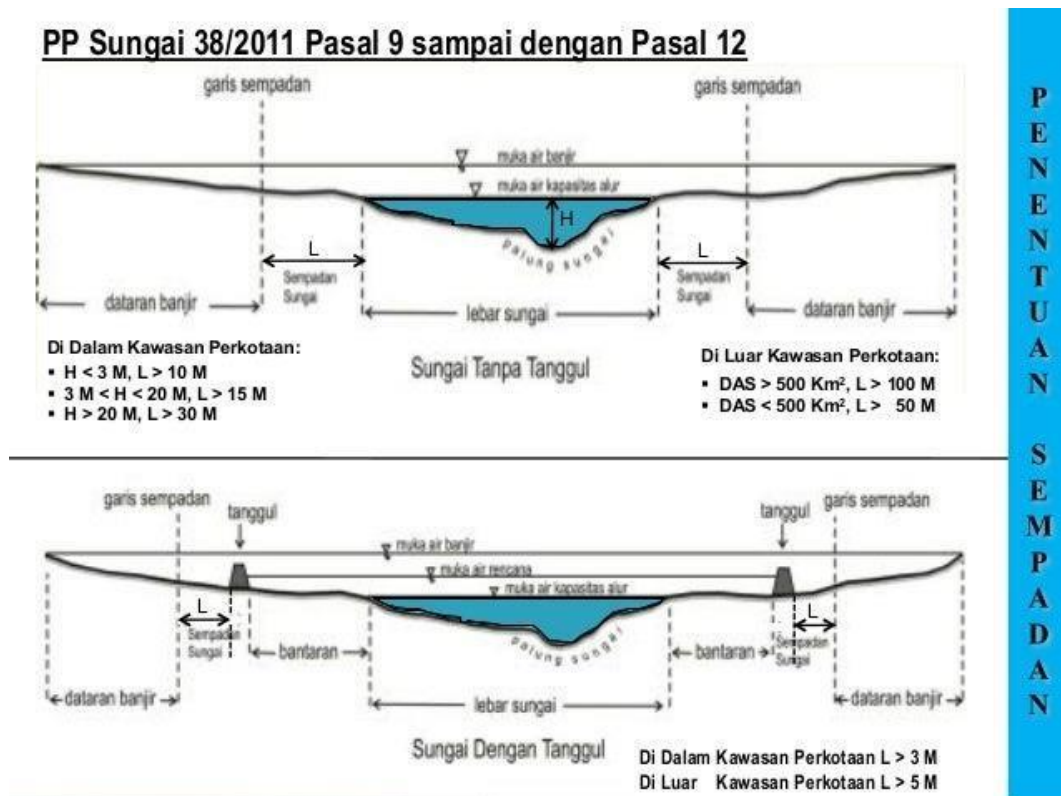 PP Sungai 38/2011 Pasal 9 sampai dengan Pasal 12
garis sempadan
garis sempadan
muka air banjir
muka air kapasitas alur
H
palung sungai
L
Sempadan
Sungai
L
Sempadan
Sungai
dataran banjir
lebar sungai
dataran banjir
Sungai Tanpa Tanggul
Di Dalam Kawasan Perkotaan:
▪ H < 3 M, L > 10 M
▪ 3 M < H < 20 M, L > 15 M
▪ H > 20 M, L > 30 M
Di Luar Kawasan Perkotaan:
▪ DAS > 500 Km², L > 100 M
▪ DAS < 500 Km², L > 50 M
garis sempadan
tanggul
tanggul
garis sempadan
muka air banjir
muka air rencana
muka air kapasitas alur
palung sungai
L
Sempadan
Sungai
bantaran
bantaran
L
Sempadan
Sungai
dataran banjir
lebar sungai
dataran banjir
Sungai Dengan Tanggul
Di Dalam Kawasan Perkotaan L > 3 M
Di Luar Kawasan Perkotaan L > 5 M
PENENTUAN SEMPADAN